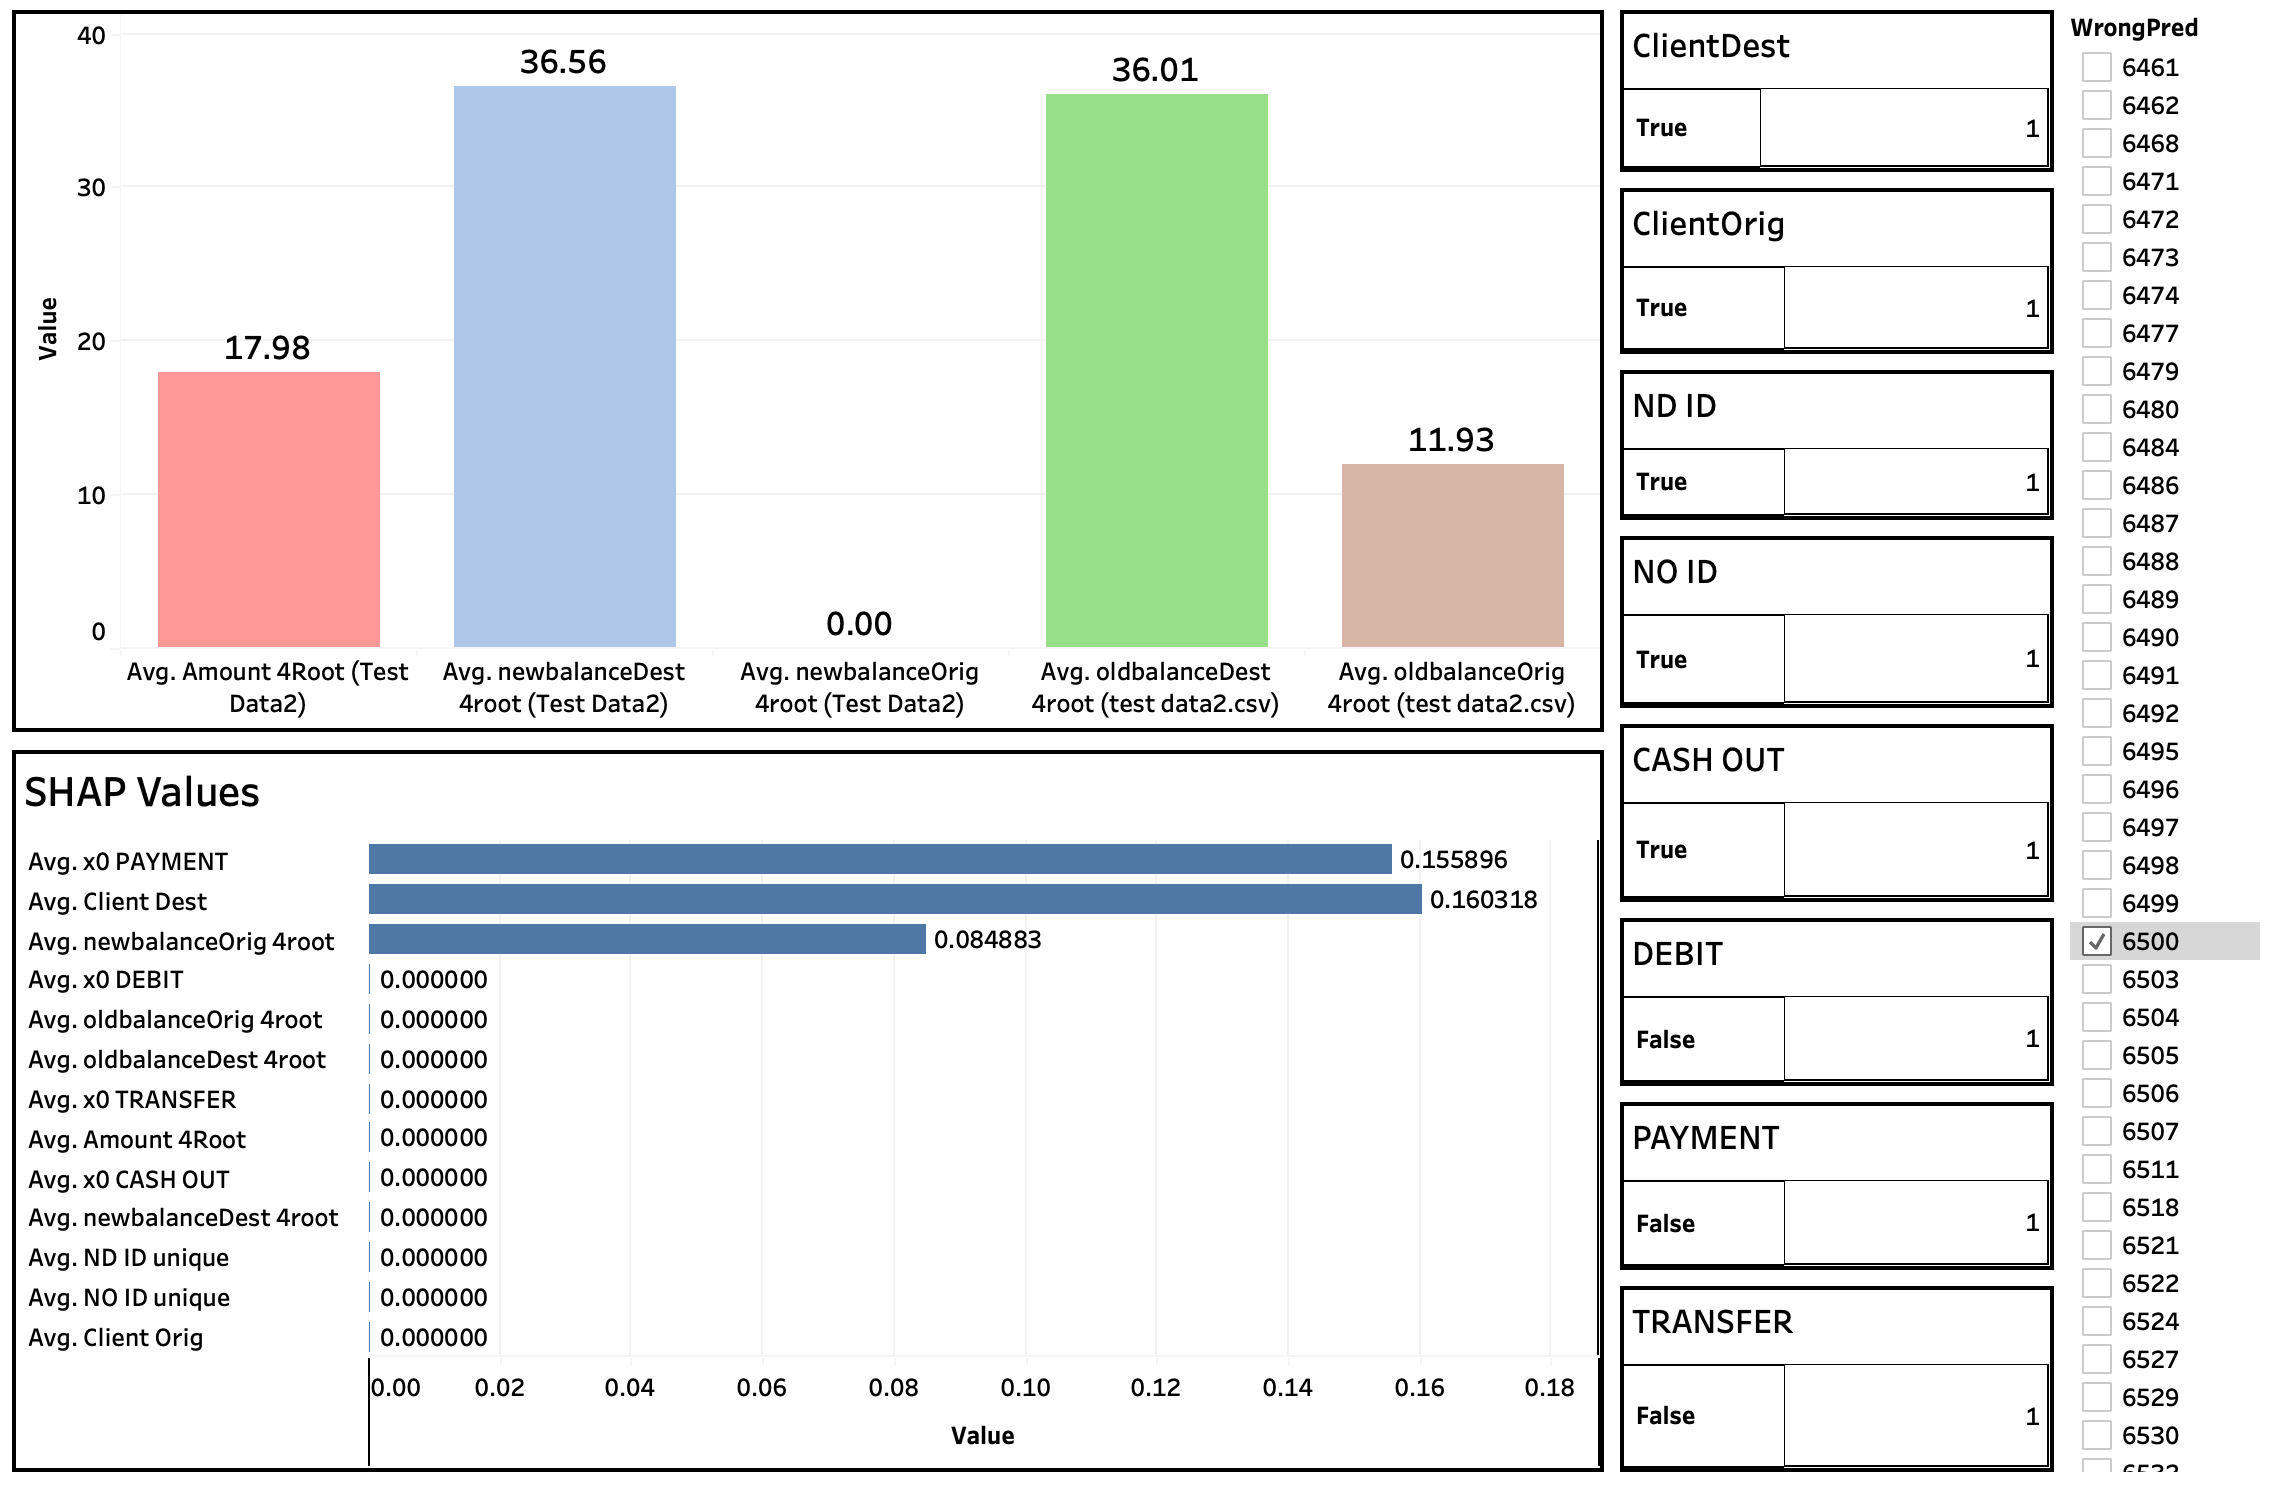 40
30
20
10
0
Value
17.98
36.56
0.00
36.01
11.93
Avg. Amount 4Root (Test
Data2)
Avg. newbalanceDest
4root (Test Data2)
Avg. newbalanceOrig
4root (Test Data2)
Avg. oldbalanceDest
4root (test data2.csv)
Avg. oldbalanceOrig
4root (test data2.csv)
SHAP Values
Avg. x0 PAYMENT 0.155896
Avg. Client Dest 0.160318
Avg. newbalanceOrig 4root 0.084883
Avg. x0 DEBIT 0.000000
Avg. oldbalanceOrig 4root 0.000000
Avg. oldbalanceDest 4root 0.000000
Avg. x0 TRANSFER 0.000000
Avg. Amount 4Root 0.000000
Avg. x0 CASH OUT 0.000000
Avg. newbalanceDest 4root 0.000000
Avg. ND ID unique 0.000000
Avg. NO ID unique 0.000000
Avg. Client Orig 0.000000
0.00 0.02 0.04 0.06 0.08 0.10 0.12 0.14 0.16 0.18
Value
ClientDest
True 1
ClientOrig
True 1
ND ID
True 1
NO ID
True 1
CASH OUT
True 1
DEBIT
False 1
PAYMENT
False 1
TRANSFER
False 1
WrongPred
6461
6462
6468
6471
6472
6473
6474
6477
6479
6480
6484
6486
6487
6488
6489
6490
6491
6492
6495
6496
6497
6498
6499
6500
6503
6504
6505
6506
6507
6511
6518
6521
6522
6524
6527
6529
6530